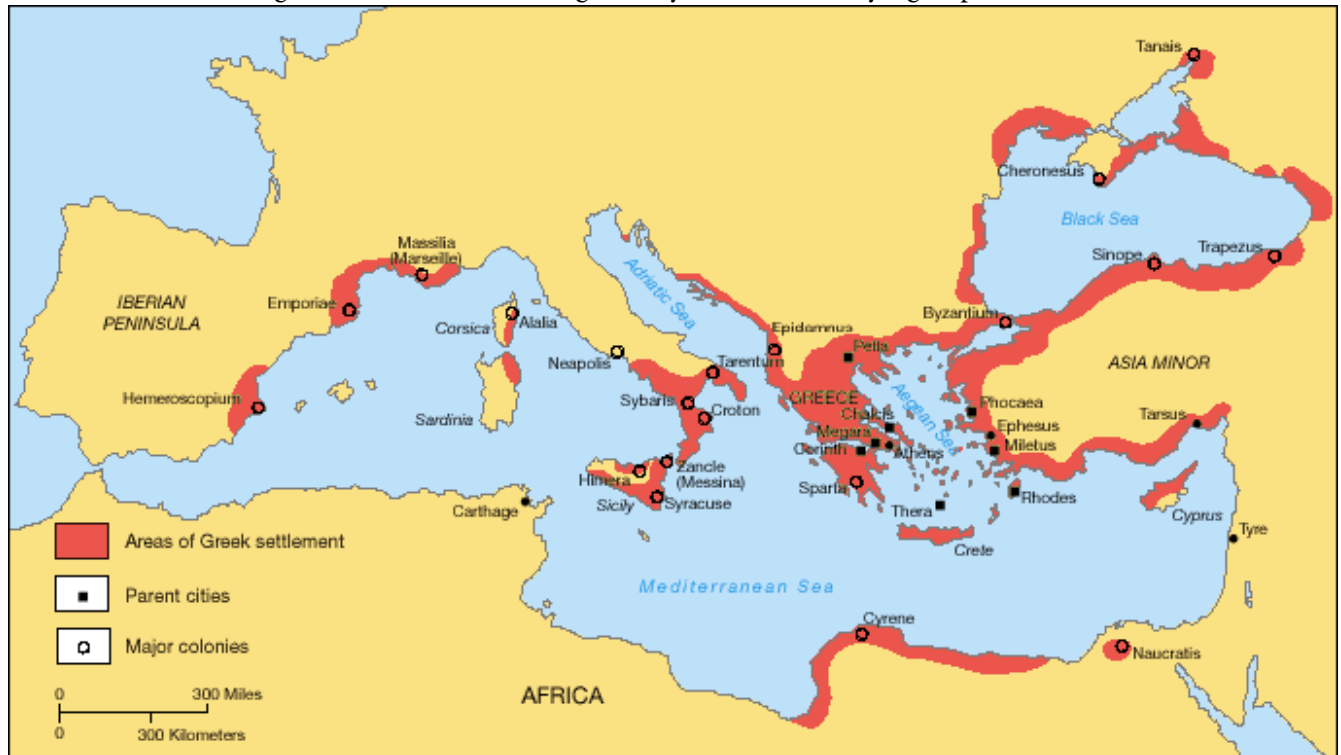 Tanais
Cheronesus
Black Sea
Sinope
Trapezus
Massilia
(Marseille)
IBERIAN
PENINSULA
Emporiae
Corsica
Alalia
Adriatic Sea
Epidamnus
Byzantium
Neapolis
Tarentum
Pella
ASIA MINOR
Hemeroscopium
Sardinia
Sybaris
Croton
GREECE
Aegean Sea
Chalcis
Phocaea
Ephesus
Tarsus
Megara
Corinth
Athens
Miletus
Himera
Zancle
(Messina)
Sparta
Rhodes
Carthage
Sicily
Syracuse
Thera
Crete
Cyprus
Tyre
Areas of Greek settlement
Parent cities
Major colonies
Mediterranean Sea
Cyrene
Naucratis
AFRICA
0 300 Miles
0 300 Kilometers